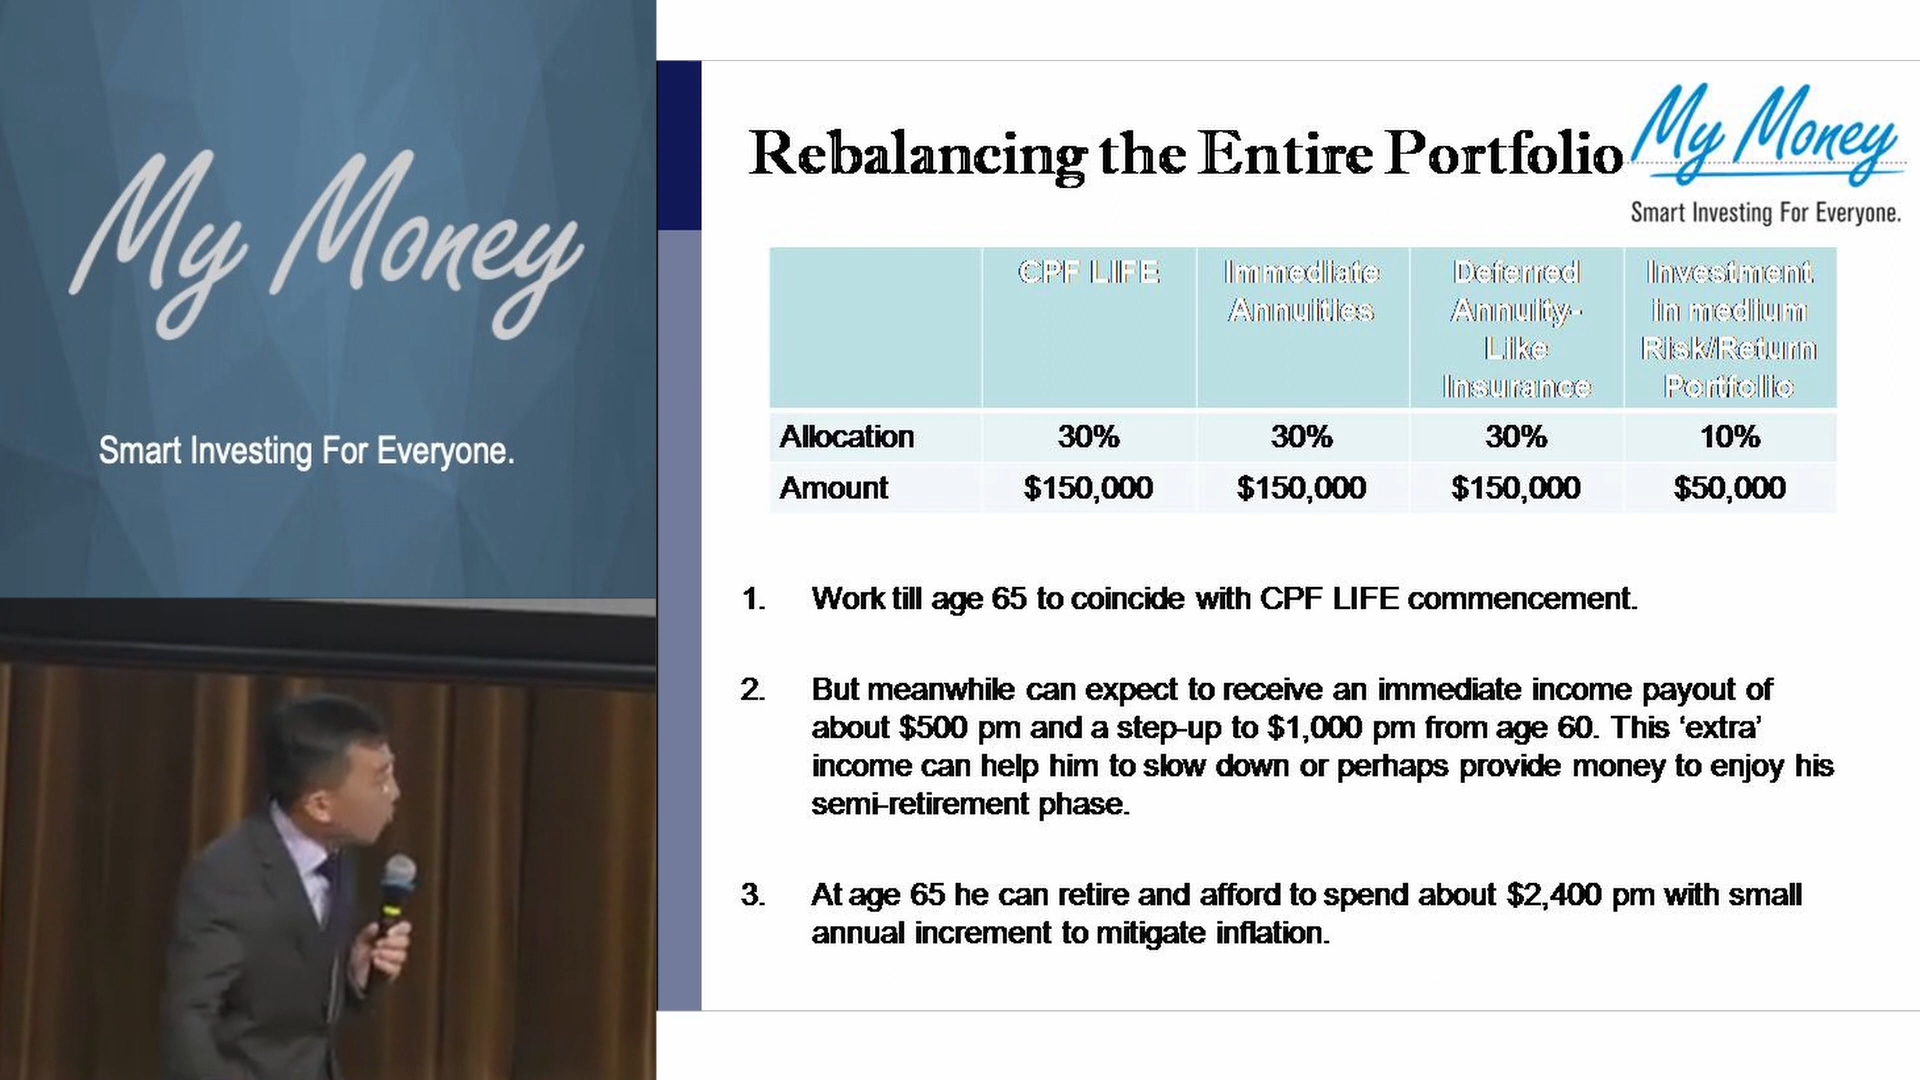 My Money
Smart Investing For Everyone.
Rebalancing the Entire Portfolio
My Money
Smart Investing For Everyone.
CPF LIFE
Immediate
Annuities
Deferred
Annuity-
Like
Insurance
Investment
in medium
Risk/Return
Portfolio
Allocation 30% 30% 30% 10%
Amount $150,000 $150,000 $150,000 $50,000
1. Work till age 65 to coincide with CPF LIFE commencement.
2. But meanwhile can expect to receive an immediate income payout of
about $500 pm and a step-up to $1,000 pm from age 60. This ‘extra’
income can help him to slow down or perhaps provide money to enjoy his
semi-retirement phase.
3. At age 65 he can retire and afford to spend about $2,400 pm with small
annual increment to mitigate inflation.